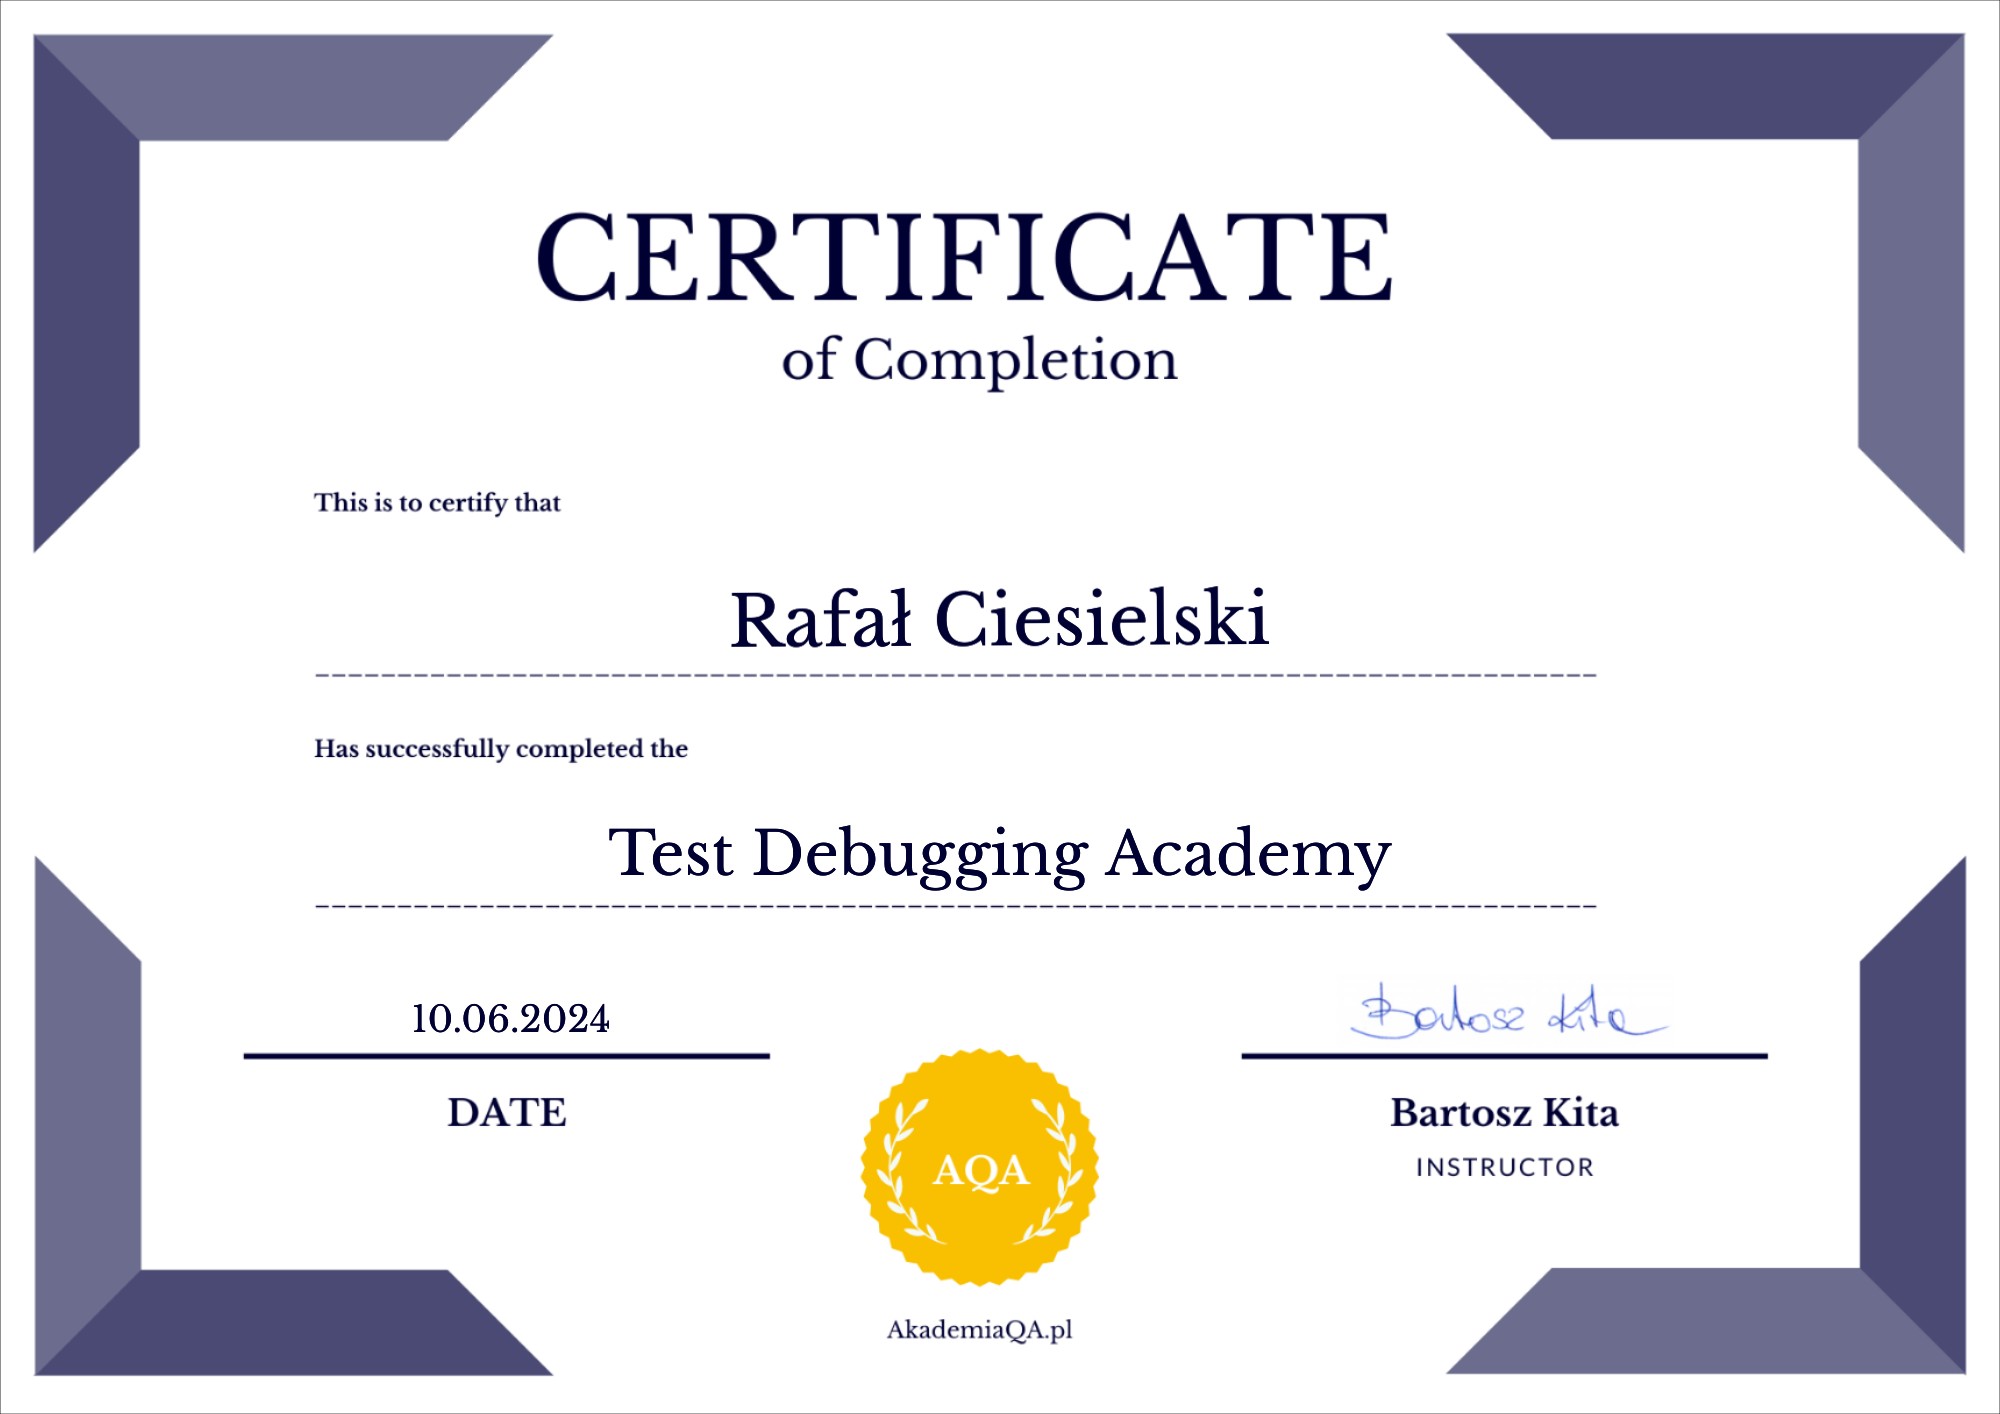 CERTIFICATE
of Completion
This is to certify that
Rafał Ciesielski
Has successfully completed the
Test Debugging Academy
10.06.2024
Bartosz Kita
DATE
Bartosz Kita
INSTRUCTOR
AQA
AkademiaQA.pl